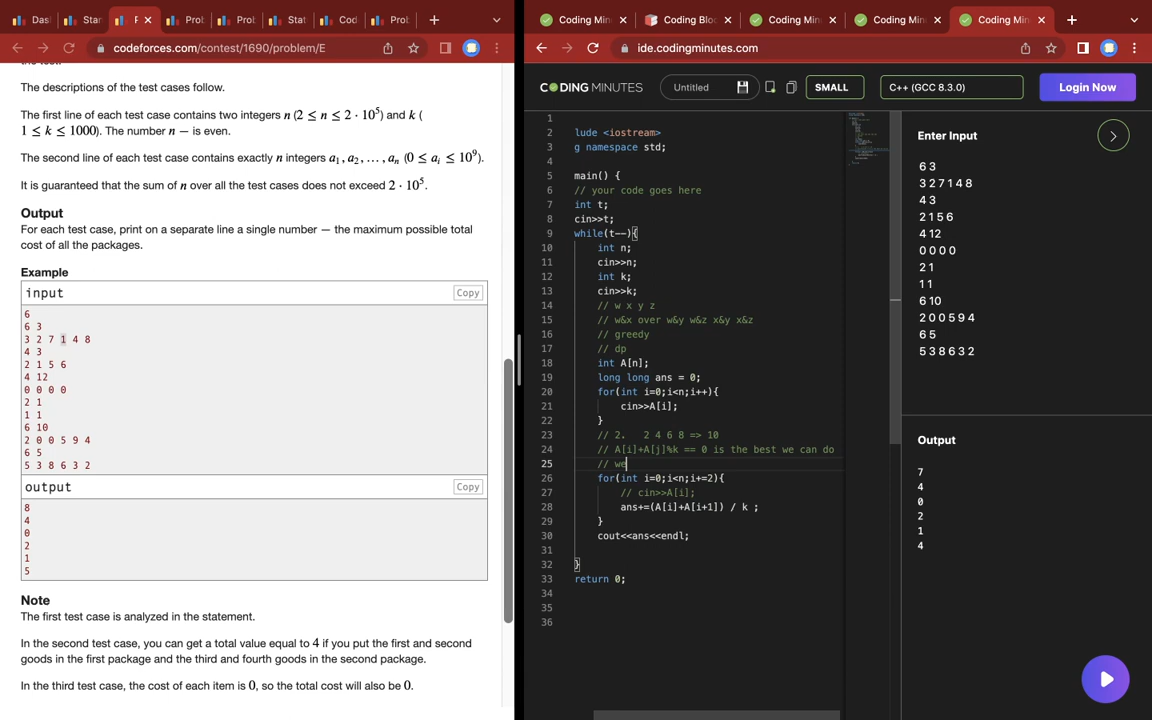 Das
Star
P
Prob
Prob
Stat
Cod
Prob
codeforces.com/contest/1690/problem/E
The descriptions of the test cases follow.
The first line of each test case contains two integers n (2 ≤ n ≤ 2 · 10⁵) and k (
1 ≤ k ≤ 1000). The number n — is even.
The second line of each test case contains exactly n integers a₁, a₂, …, aₙ (0 ≤ aᵢ ≤ 10⁹).
It is guaranteed that the sum of n over all the test cases does not exceed 2 · 10⁵.
Output
For each test case, print on a separate line a single number — the maximum possible total
cost of all the packages.
Example
input
Copy
6
6 3
3 2 7 1 4 8
4 3
2 1 5 6
4 12
0 0 0 0
2 1
1 1
6 10
2 0 0 5 9 4
6 5
5 3 8 6 3 2
output
Copy
8
4
0
2
1
5
Note
The first test case is analyzed in the statement.
In the second test case, you can get a total value equal to 4 if you put the first and second
goods in the first package and the third and fourth goods in the second package.
In the third test case, the cost of each item is 0, so the total cost will also be 0.
Coding Min
Coding Bloc
Coding Min
Coding Min
Coding Min
ide.codingminutes.com
CODING MINUTES
Untitled
SMALL
C++ (GCC 8.3.0)
Login Now
1
2 lude <iostream>
3 g namespace std;
4
5 main() {
6 // your code goes here
7 int t;
8 cin>>t;
9 while(t--){
10 int n;
11 cin>>n;
12 int k;
13 cin>>k;
14 // w x y z
15 // w&x over w&y w&z x&y x&z
16 // greedy
17 // dp
18 int A[n];
19 long long ans = 0;
20 for(int i=0;i<n;i++){
21 cin>>A[i];
22 }
23 // 2. 2 4 6 8 => 10
24 // A[i]+A[j]%k == 0 is the best we can do
25 // we
26 for(int i=0;i<n;i+=2){
27 // cin>>A[i];
28 ans+=(A[i]+A[i+1]) / k ;
29 }
30 cout<<ans<<endl;
31
32 }
33 return 0;
34
35
36
Enter Input
6 3
3 2 7 1 4 8
4 3
2 1 5 6
4 12
0 0 0 0
2 1
1 1
6 10
2 0 0 5 9 4
6 5
5 3 8 6 3 2
Output
7
4
0
2
1
4